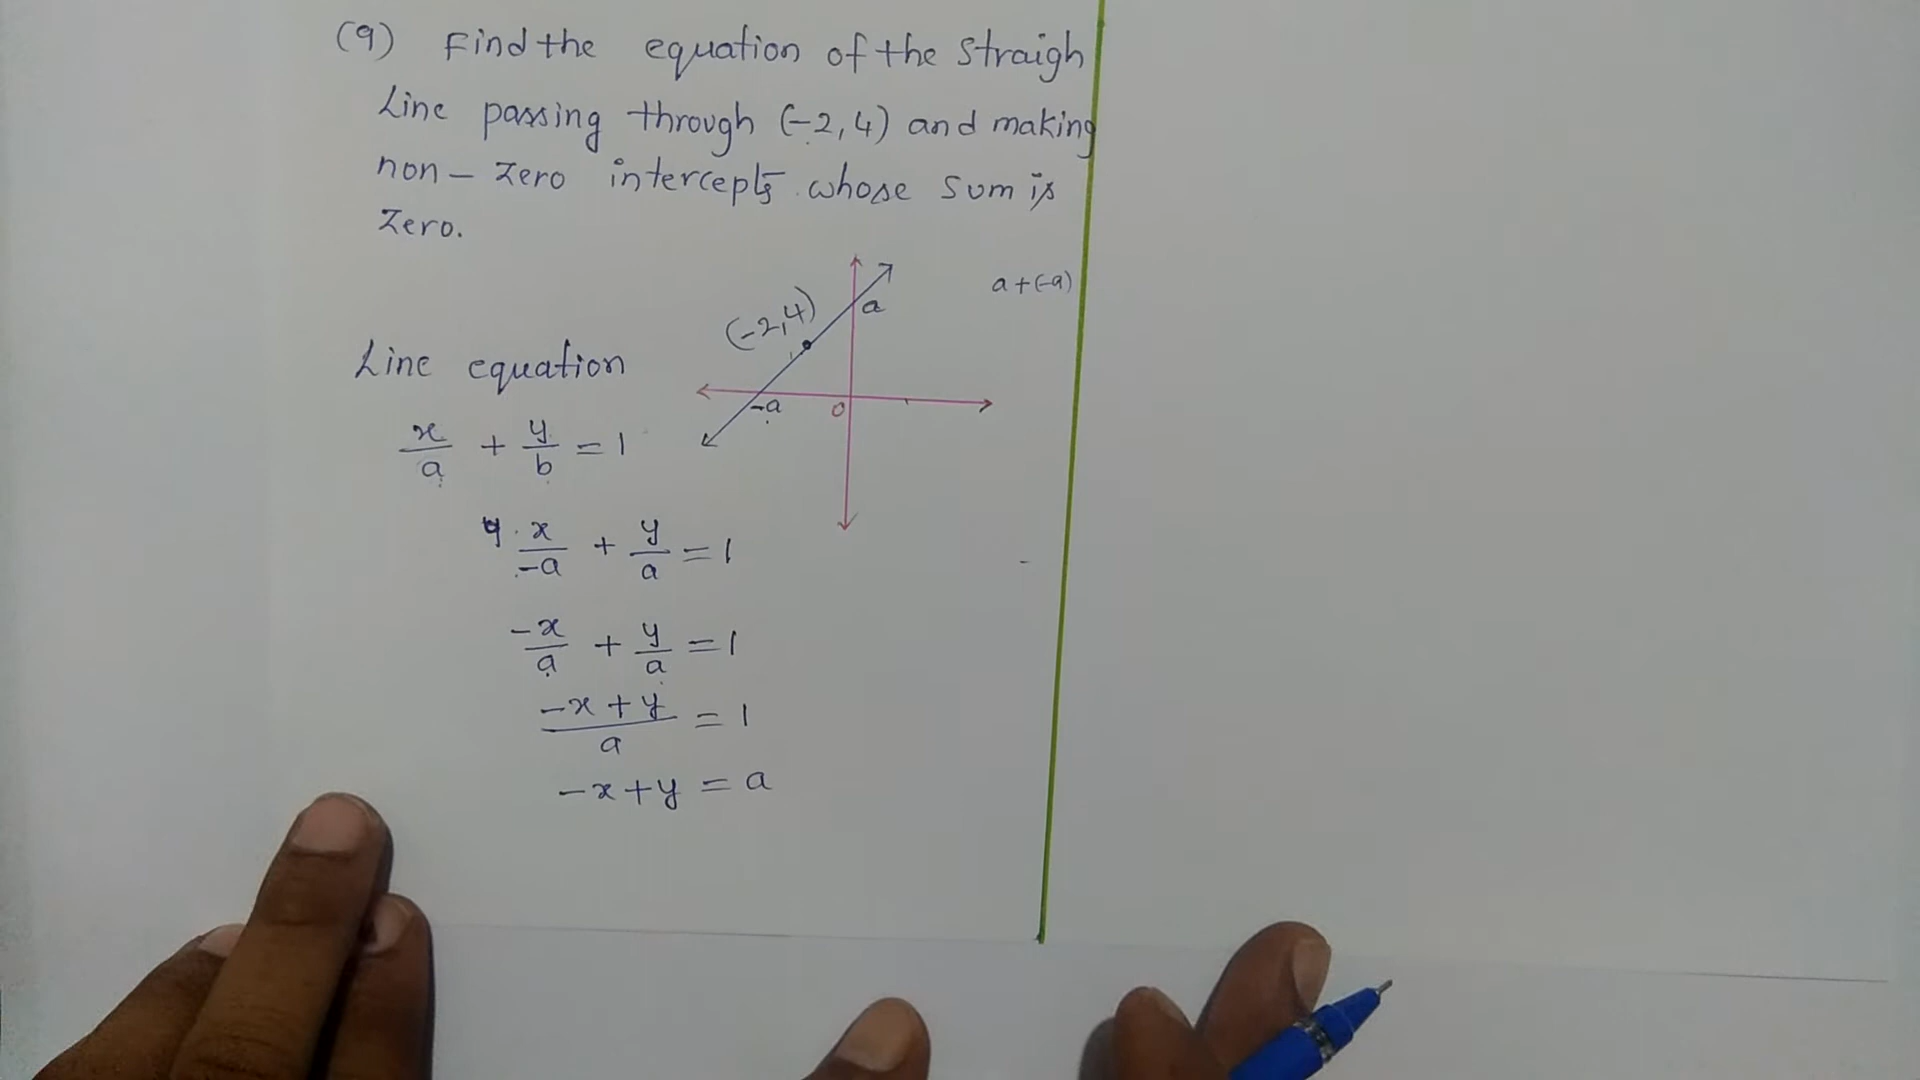 (9) Find the equation of the straigh
Line passing through (-2,4) and making
non-zero intercepts whose sum is
zero.
a+(-a)
(-2,4)
a
-a
0
Line equation
x/a + y/b = 1
x/-a + y/a = 1
-x/a + y/a = 1
-x+y/a = 1
-x+y = a